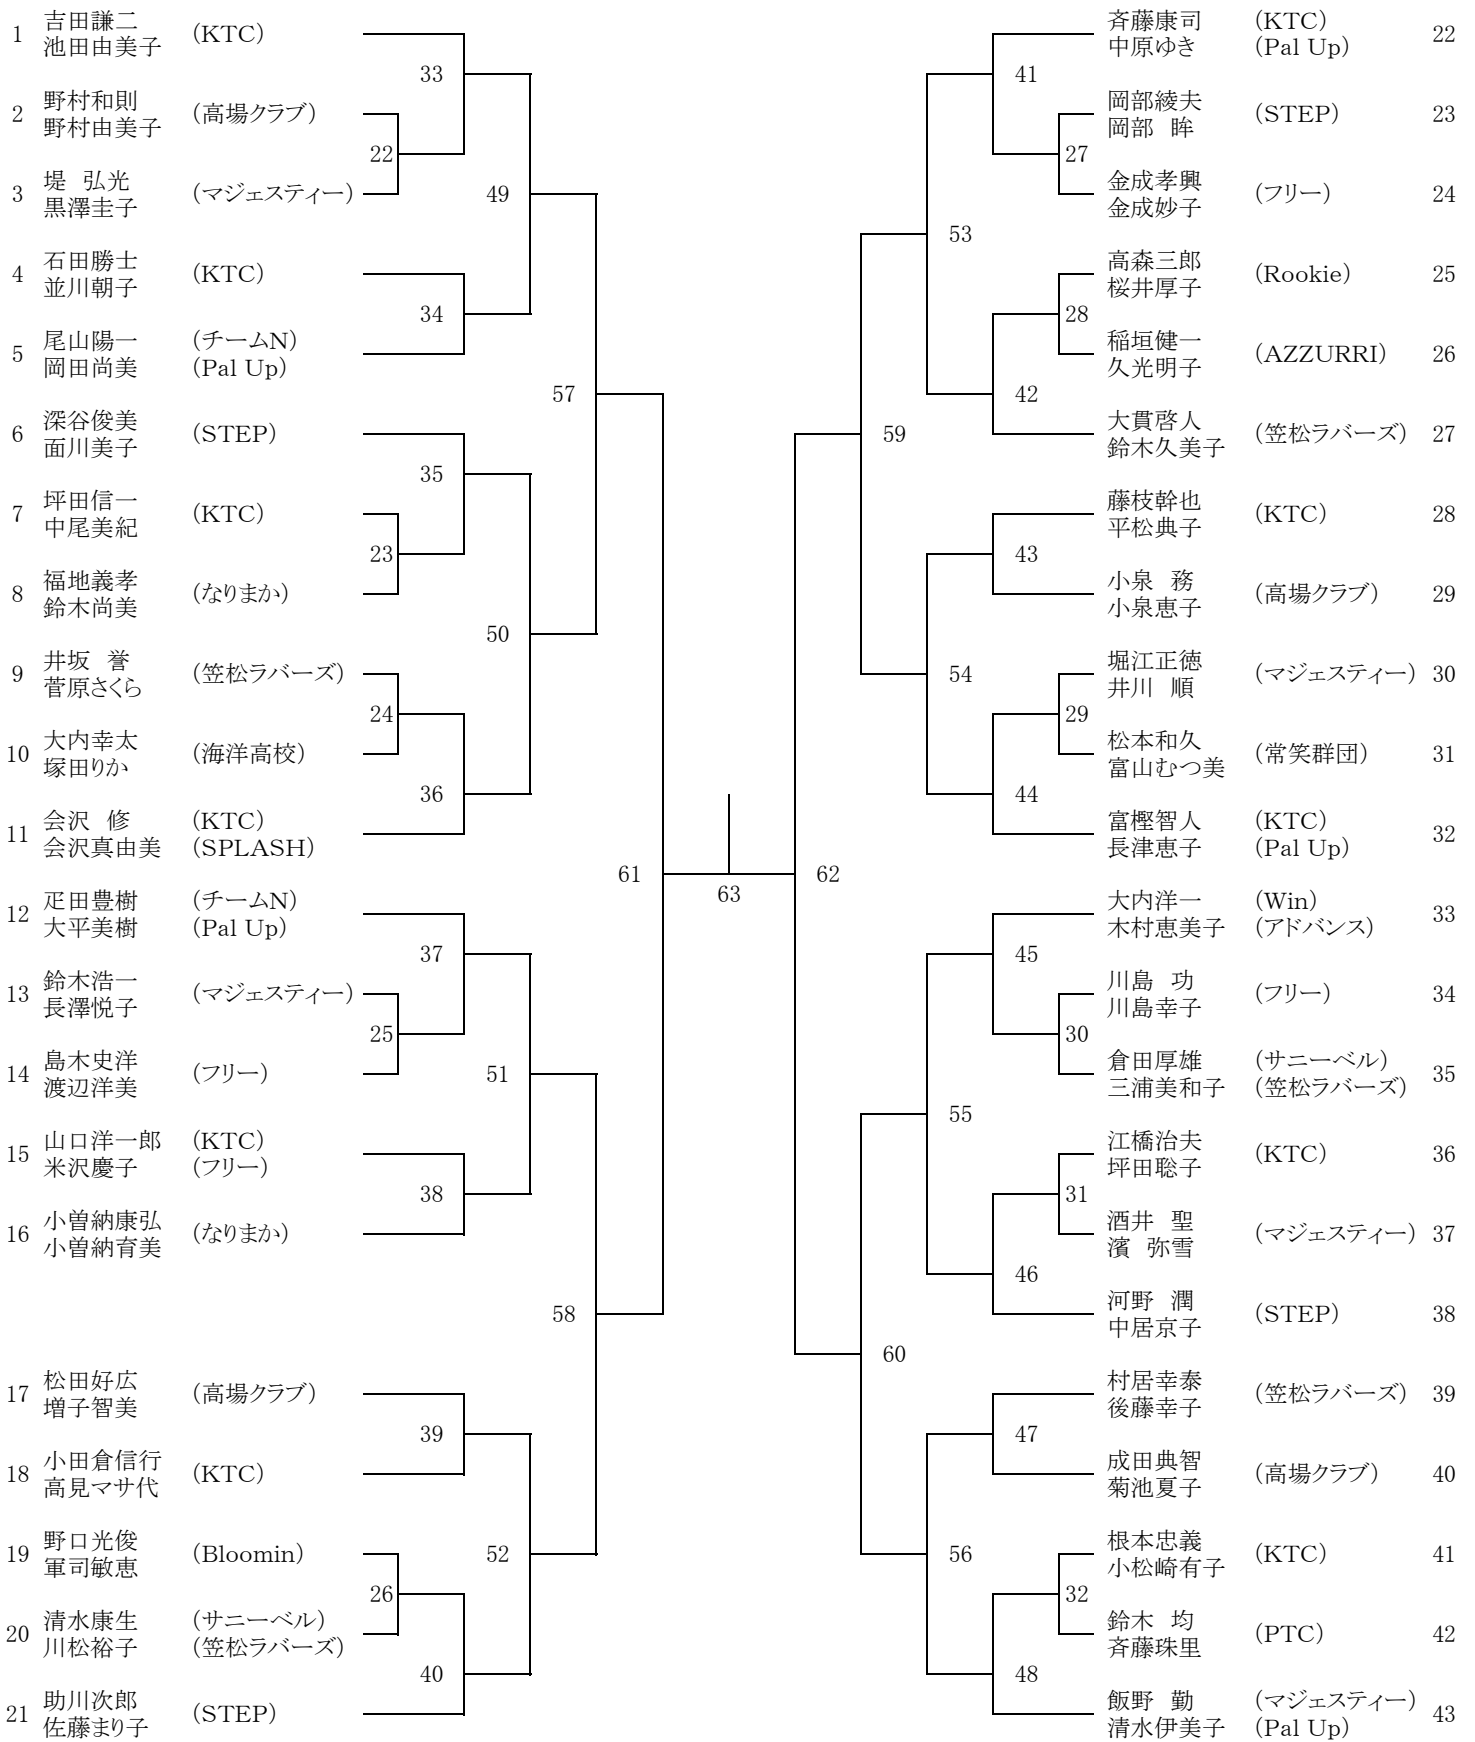 1 吉田謙二 (KTC)
池田由美子
2 野村和則 (高場クラブ)
野村由美子
3 堤 弘光 (マジェスティー)
黒澤圭子
4 石田勝士 (KTC)
並川朝子
5 尾山陽一 (チームN)
岡田尚美 (Pal Up)
6 深谷俊美 (STEP)
面川美子
7 坪田信一 (KTC)
中尾美紀
8 福地義孝 (なりまか)
鈴木尚美
9 井坂 誉 (笠松ラバーズ)
菅原さくら
10 大内幸太 (海洋高校)
塚田りか
11 会沢 修 (KTC)
会沢真由美 (SPLASH)
12 疋田豊樹 (チームN)
大平美樹 (Pal Up)
13 鈴木浩一 (マジェスティー)
長澤悦子
14 島木史洋 (フリー)
渡辺洋美
15 山口洋一郎 (KTC)
米沢慶子 (フリー)
16 小曽納康弘 (なりまか)
小曽納育美
17 松田好広 (高場クラブ)
増子智美
18 小田倉信行 (KTC)
高見マサ代
19 野口光俊 (Bloomin)
軍司敏恵
20 清水康生 (サニーベル)
川松裕子 (笠松ラバーズ)
21 助川次郎 (STEP)
佐藤まり子
33
22
49
34
57
35
23
50
24
36
61
37
25
51
38
58
39
52
26
40
63
62
41
27
53
28
42
59
43
54
29
44
45
30
55
31
46
60
47
56
32
48
斉藤康司 (KTC) 22
中原ゆき (Pal Up)
岡部綾夫 (STEP) 23
岡部 眸
金成孝興 (フリー) 24
金成妙子
高森三郎 (Rookie) 25
桜井厚子
稲垣健一 (AZZURRI) 26
久光明子
大貫啓人 (笠松ラバーズ) 27
鈴木久美子
藤枝幹也 (KTC) 28
平松典子
小泉 務 (高場クラブ) 29
小泉恵子
堀江正徳 (マジェスティー) 30
井川 順
松本和久 (常笑群団) 31
富山むつ美
富樫智人 (KTC) 32
長津恵子 (Pal Up)
大内洋一 (Win) 33
木村恵美子 (アドバンス)
川島 功 (フリー) 34
川島幸子
倉田厚雄 (サニーベル) 35
三浦美和子 (笠松ラバーズ)
江橋治夫 (KTC) 36
坪田聡子
酒井 聖 (マジェスティー) 37
濱 弥雪
河野 潤 (STEP) 38
中居京子
村居幸泰 (笠松ラバーズ) 39
後藤幸子
成田典智 (高場クラブ) 40
菊池夏子
根本忠義 (KTC) 41
小松崎有子
鈴木 均 (PTC) 42
斉藤珠里
飯野 勤 (マジェスティー) 43
清水伊美子 (Pal Up)